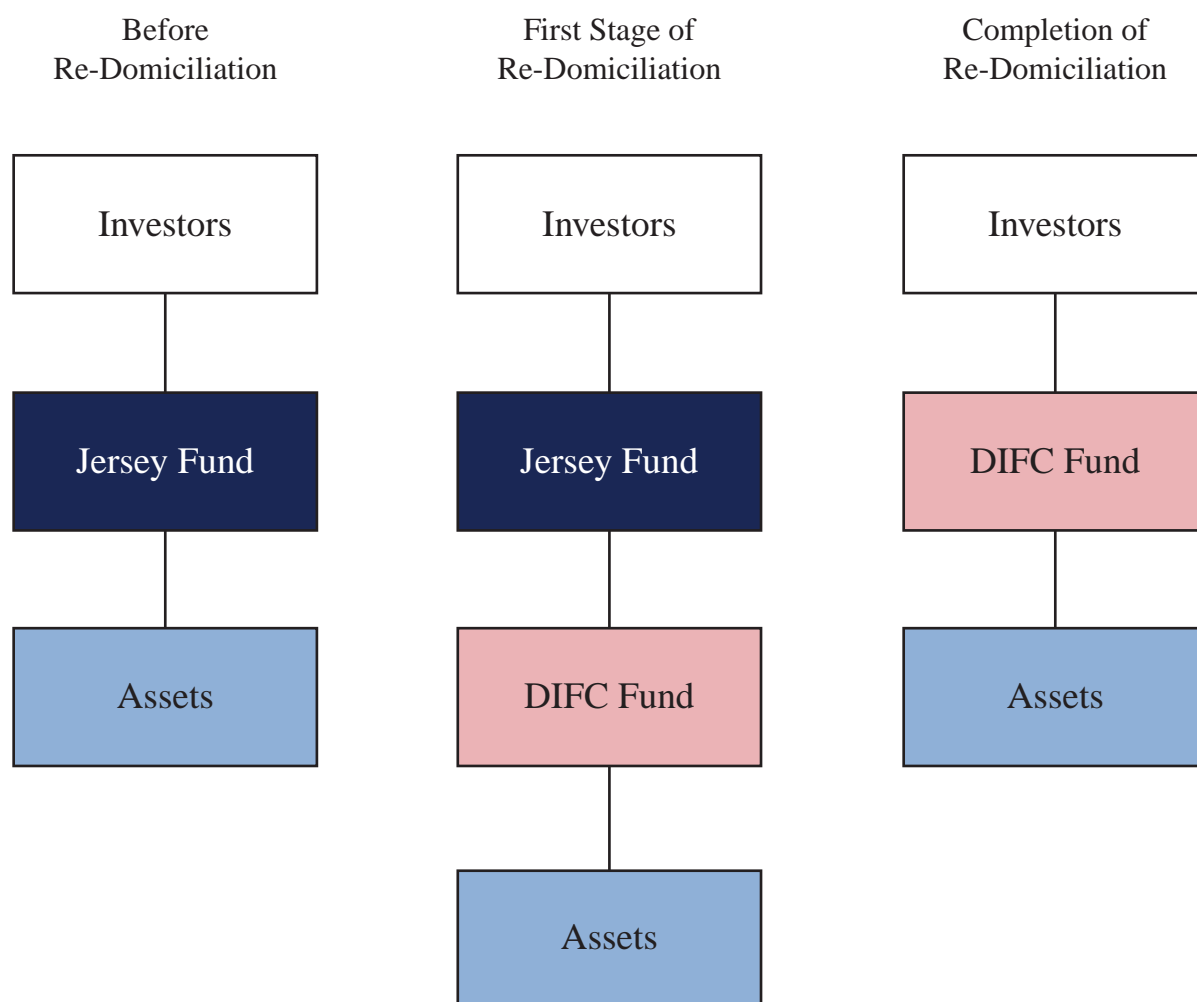 Before
Re-Domiciliation
First Stage of
Re-Domiciliation
Completion of
Re-Domiciliation
Investors
Investors
Investors
Jersey Fund
Jersey Fund
DIFC Fund
Assets
DIFC Fund
Assets
Assets